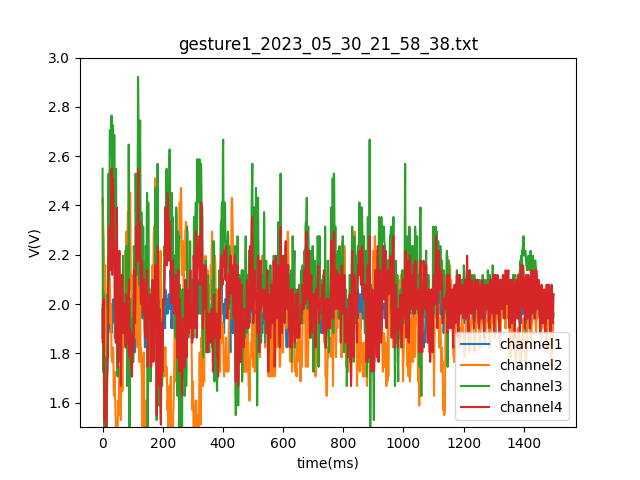 gesture1_2023_05_30_21_58_38.txt
3.0
2.8
2.6
2.4
2.2
2.0
1.8
1.6
V(V)
channel1
channel2
channel3
channel4
0 200 400 600 800 1000 1200 1400
time(ms)